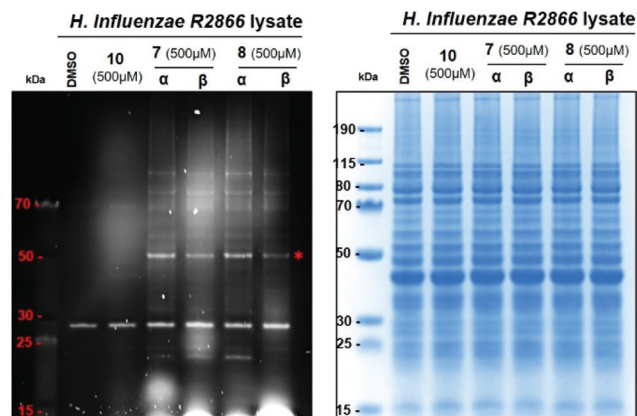 H. Influenzae R2866 lysate
kDa
DMSO
10
(500µM)
7 (500µM)
α β
8 (500µM)
α β
70 -
50 -
*
30 -
25 -
15 -
H. Influenzae R2866 lysate
kDa
DMSO
10
(500µM)
7 (500µM)
α β
8 (500µM)
α β
190 -
115 -
80 -
70 -
50 -
30 -
25 -
15 -